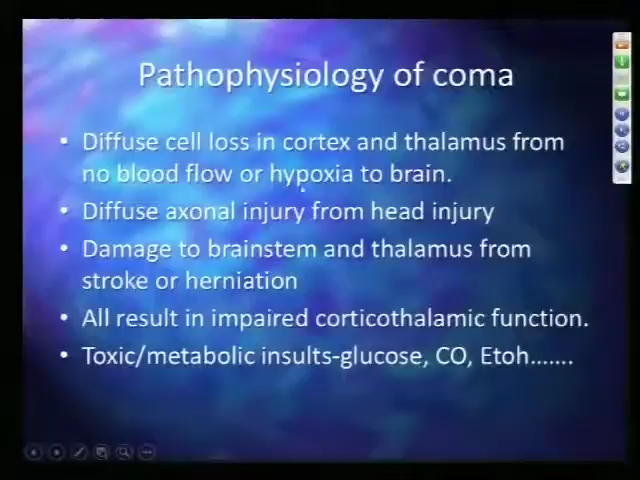 Pathophysiology of coma
• Diffuse cell loss in cortex and thalamus from
no blood flow or hypoxia to brain.
• Diffuse axonal injury from head injury
• Damage to brainstem and thalamus from
stroke or herniation
• All result in impaired corticothalamic function.
• Toxic/metabolic insults-glucose, CO, Etoh.......